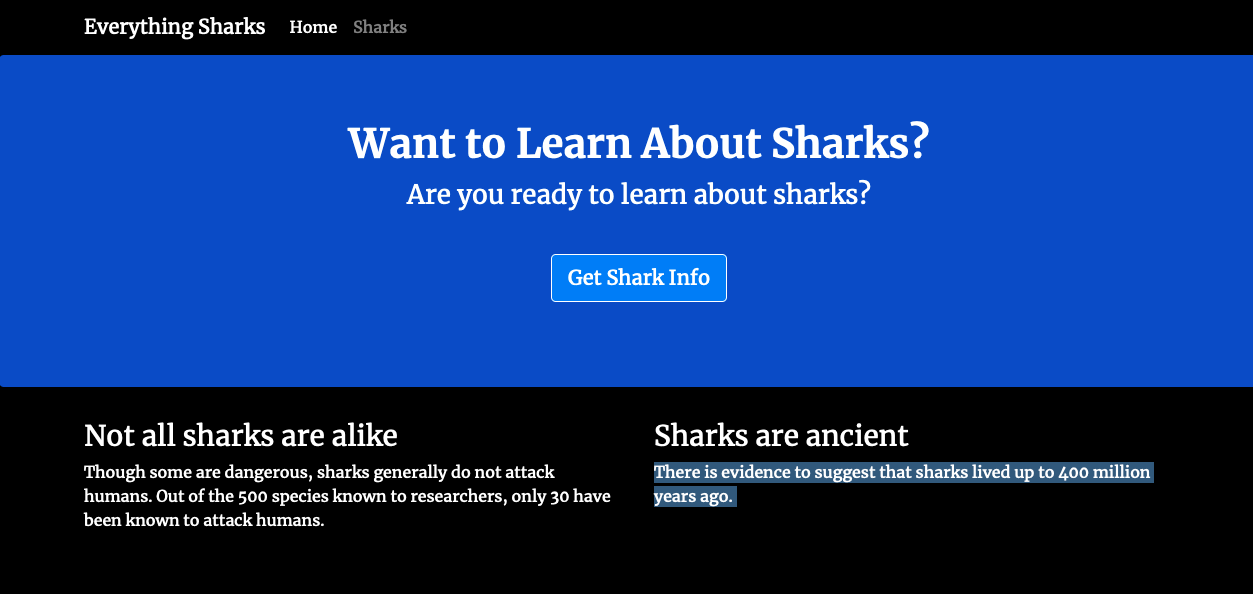 Everything Sharks Home Sharks
Want to Learn About Sharks?
Are you ready to learn about sharks?
Get Shark Info
Not all sharks are alike
Though some are dangerous, sharks generally do not attack
humans. Out of the 500 species known to researchers, only 30 have
been known to attack humans.
Sharks are ancient
There is evidence to suggest that sharks lived up to 400 million
years ago.